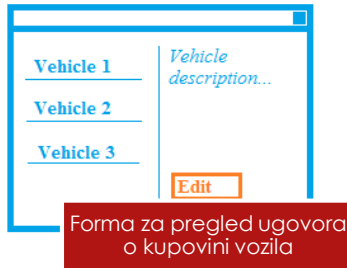 Vehicle 1
Vehicle 2
Vehicle 3
Vehicle
description...
Edit
Forma za pregled ugovora
o kupovini vozila